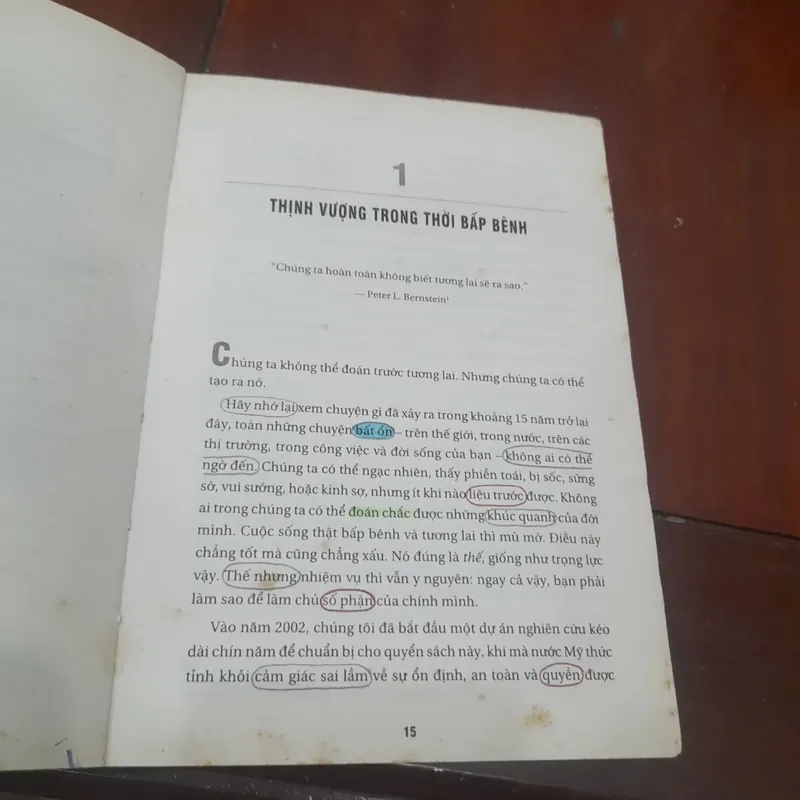 1
THỊNH VƯỢNG TRONG THỜI BẤP BÊNH
“Chúng ta hoàn toàn không biết tương lai sẽ ra sao.”
— Peter L. Bernstein¹
Chúng ta không thể đoán trước tương lai. Nhưng chúng ta có thể
tạo ra nó.
Hãy nhớ lại xem chuyện gì đã xảy ra trong khoảng 15 năm trở lại
đây, toàn những chuyện bất ổn – trên thế giới, trong nước, trên các
thị trường, trong công việc và đời sống của bạn – không ai có thể
ngờ đến. Chúng ta có thể ngạc nhiên, thấy phiền toái, bị sốc, sững
sờ, vui sướng, hoặc kinh sợ, nhưng ít khi nào liệu trước được. Không
ai trong chúng ta có thể đoán chắc được những khúc quanh của đời
mình. Cuộc sống thật bấp bênh và tương lai thì mù mờ. Điều này
chẳng tốt mà cũng chẳng xấu. Nó đúng là thế, giống như trọng lực
vậy. Thế nhưng nhiệm vụ thì vẫn y nguyên: ngay cả vậy, bạn phải
làm sao để làm chủ số phận của chính mình.
Vào năm 2002, chúng tôi đã bắt đầu một dự án nghiên cứu kéo
dài chín năm để chuẩn bị cho quyển sách này, khi mà nước Mỹ thức
tỉnh khỏi cảm giác sai lầm về sự ổn định, an toàn và quyền được
15